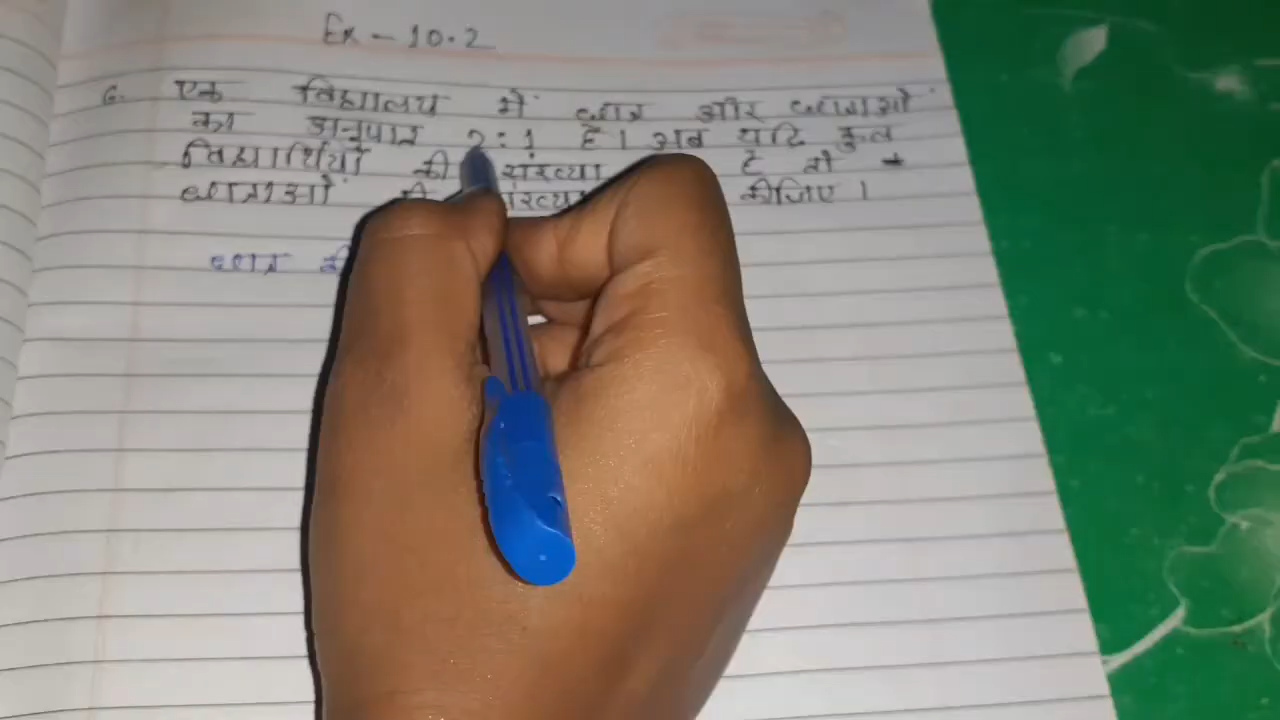 Ex - 10.2
6. एक विद्यालय में छात्र और छात्राओं
का अनुपात 2:1 है। अब यदि कुल
विद्यार्थियों की संख्या है तो
छात्राओं की संख्या कीजिए।
छात्र की